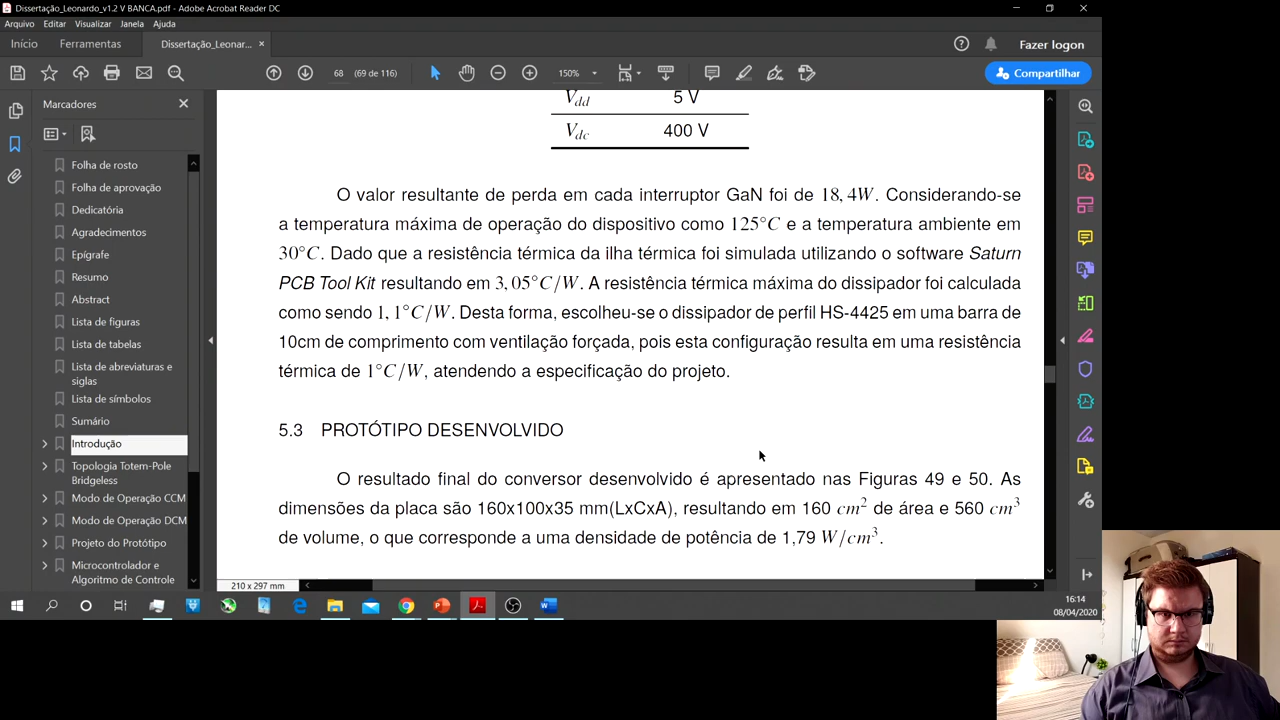 Dissertação_Leonardo_v1.2 V BANCA.pdf - Adobe Acrobat Reader DC
Arquivo Editar Visualizar Janela Ajuda
Início Ferramentas Dissertação_Leonar... × Fazer logon
68 (69 de 116) 150% Compartilhar
Marcadores
Folha de rosto
Folha de aprovação
Dedicatória
Agradecimentos
Epígrafe
Resumo
Abstract
Lista de figuras
Lista de tabelas
Lista de abreviaturas e
siglas
Lista de símbolos
Sumário
Introdução
Topologia Totem-Pole
Bridgeless
Modo de Operação CCM
Modo de Operação DCM
Projeto do Protótipo
Microcontrolador e
Algoritmo de Controle
V_dd 5 V
V_dc 400 V
O valor resultante de perda em cada interruptor GaN foi de 18,4W. Considerando-se
a temperatura máxima de operação do dispositivo como 125°C e a temperatura ambiente em
30°C. Dado que a resistência térmica da ilha térmica foi simulada utilizando o software Saturn
PCB Tool Kit resultando em 3,05°C/W. A resistência térmica máxima do dissipador foi calculada
como sendo 1,1°C/W. Desta forma, escolheu-se o dissipador de perfil HS-4425 em uma barra de
10cm de comprimento com ventilação forçada, pois esta configuração resulta em uma resistência
térmica de 1°C/W, atendendo a especificação do projeto.
5.3 PROTÓTIPO DESENVOLVIDO
O resultado final do conversor desenvolvido é apresentado nas Figuras 49 e 50. As
dimensões da placa são 160x100x35 mm(LxCxA), resultando em 160 cm² de área e 560 cm³
de volume, o que corresponde a uma densidade de potência de 1,79 W/cm³.
210 x 297 mm
16:14
08/04/2020